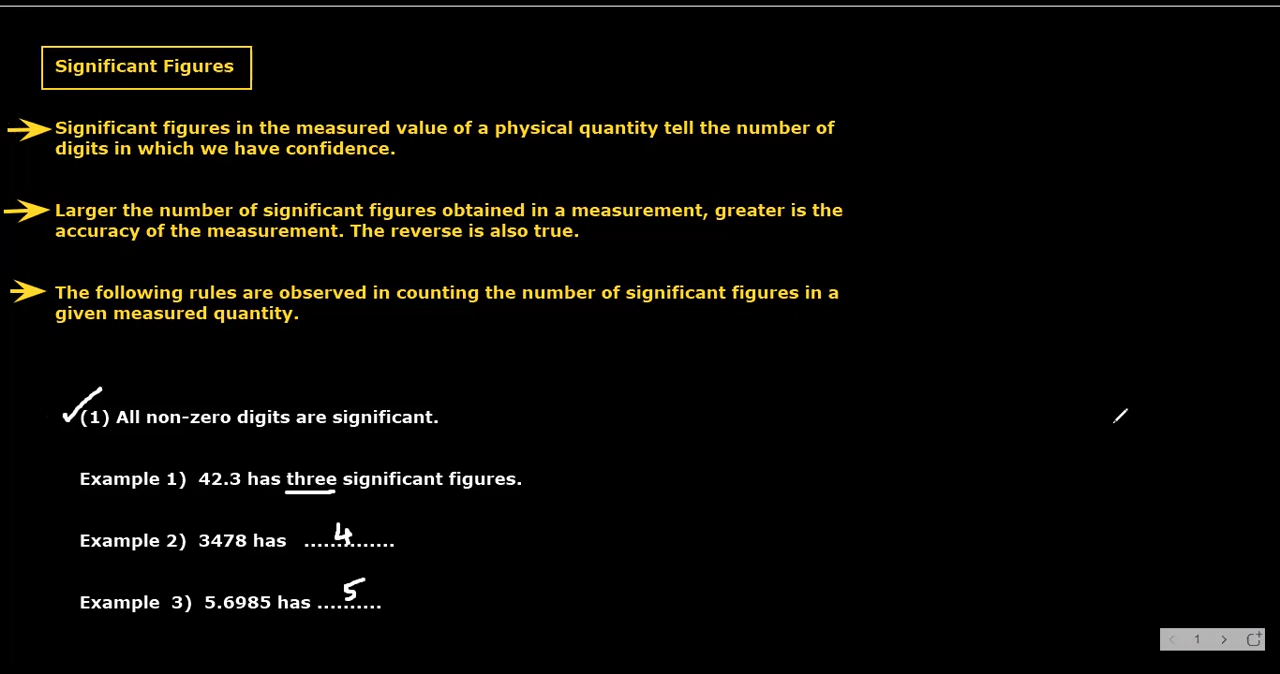 Significant Figures
Significant figures in the measured value of a physical quantity tell the number of
digits in which we have confidence.
Larger the number of significant figures obtained in a measurement, greater is the
accuracy of the measurement. The reverse is also true.
The following rules are observed in counting the number of significant figures in a
given measured quantity.
(1) All non-zero digits are significant.
Example 1) 42.3 has three significant figures.
Example 2) 3478 has ......4.......
Example 3) 5.6985 has .....5.....
1